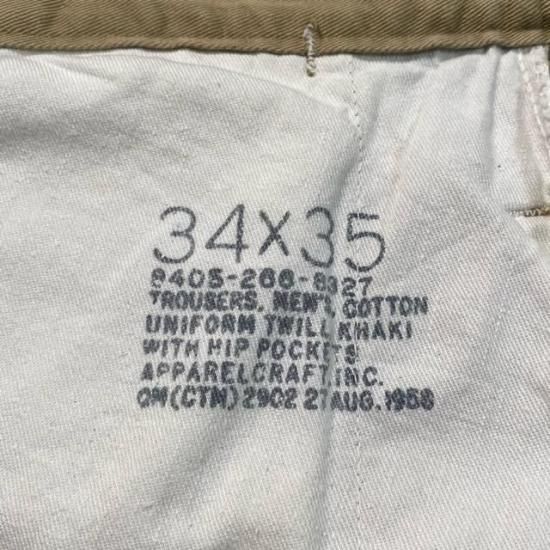 34X35
8405-266-8327
TROUSERS, MEN'S, COTTON
UNIFORM TWILL KHAKI
WITH HIP POCKETS
APPARELCRAFT INC.
QM(CTM) 2902 27 AUG. 1958